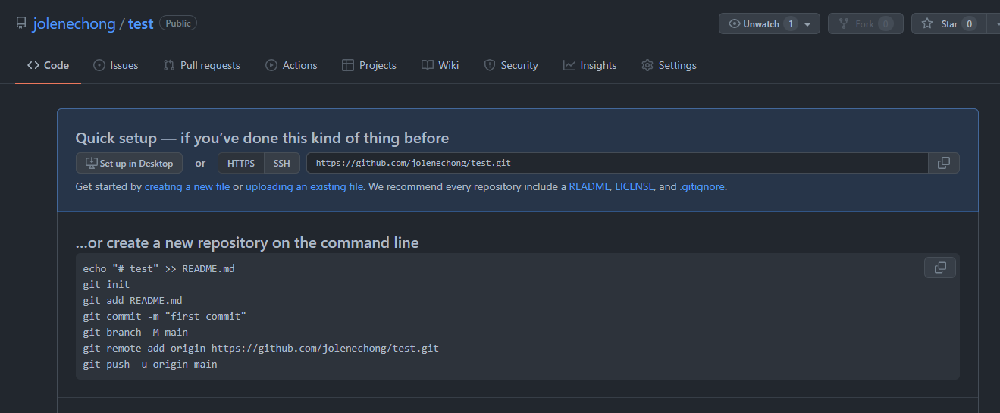 jolenechong / test Public Unwatch 1 Fork 0 Star 0
Code Issues Pull requests Actions Projects Wiki Security Insights Settings
Quick setup — if you’ve done this kind of thing before
Set up in Desktop or HTTPS SSH https://github.com/jolenechong/test.git
Get started by creating a new file or uploading an existing file. We recommend every repository include a README, LICENSE, and .gitignore.
…or create a new repository on the command line
echo "# test" >> README.md
git init
git add README.md
git commit -m "first commit"
git branch -M main
git remote add origin https://github.com/jolenechong/test.git
git push -u origin main